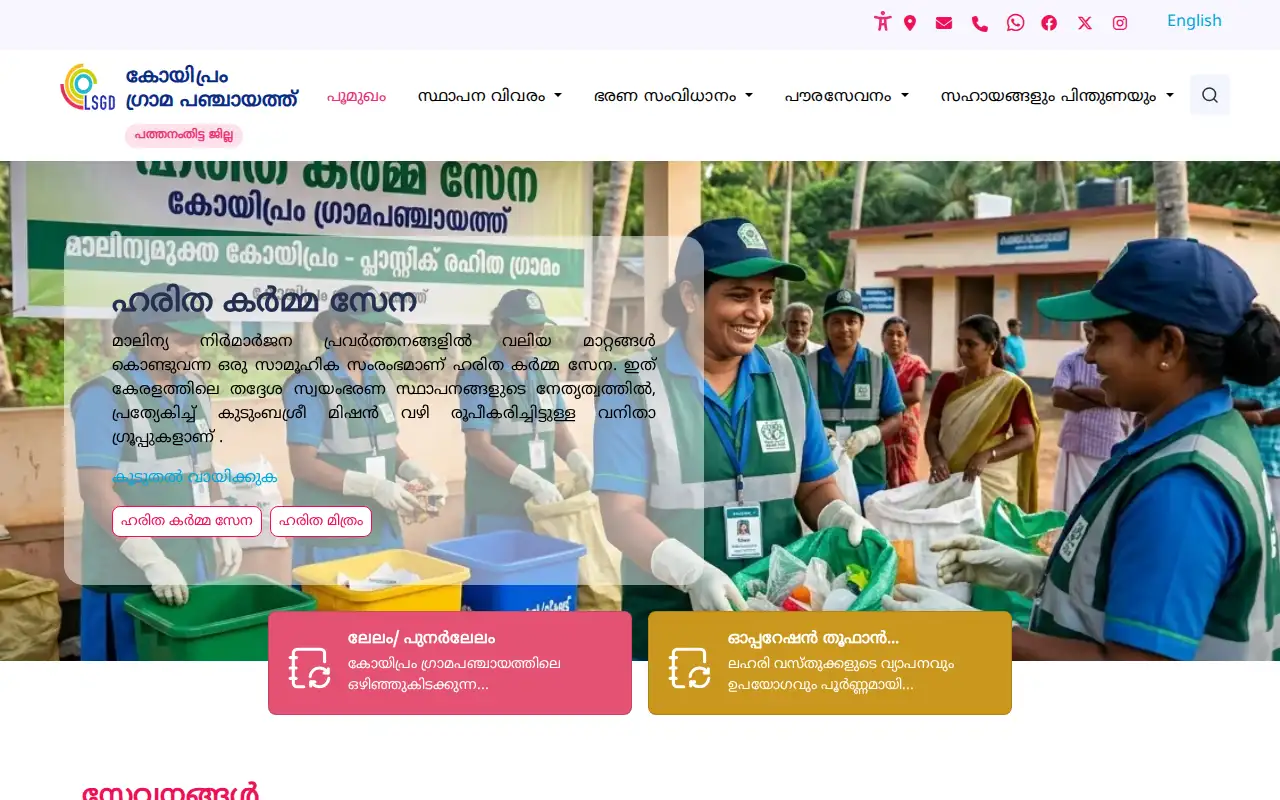 English
LSGD
കോയിപ്രം
ഗ്രാമ പഞ്ചായത്ത്
പത്തനംതിട്ട ജില്ല
പൂമുഖം
സ്ഥാപന വിവരം
ഭരണ സംവിധാനം
പൗരസേവനം
സഹായങ്ങളും പിന്തുണയും
ഹരിത കർമ്മ സേന
കോയിപ്രം ഗ്രാമപഞ്ചായത്ത്
മാലിന്യമുക്ത കോയിപ്രം - പ്ലാസ്റ്റിക് രഹിത ഗ്രാമം
ഹരിത കർമ്മ സേന
മാലിന്യ നിർമാർജന പ്രവർത്തനങ്ങളിൽ വലിയ മാറ്റങ്ങൾ
കൊണ്ടുവന്ന ഒരു സാമൂഹിക സംരംഭമാണ് ഹരിത കർമ്മ സേന. ഇത്
കേരളത്തിലെ തദ്ദേശ സ്വയംഭരണ സ്ഥാപനങ്ങളുടെ നേതൃത്വത്തിൽ,
പ്രത്യേകിച്ച് കുടുംബശ്രീ മിഷൻ വഴി രൂപീകരിച്ചിട്ടുള്ള വനിതാ
ഗ്രൂപ്പുകളാണ് .
കൂടുതൽ വായിക്കുക
ഹരിത കർമ്മ സേന
ഹരിത മിത്രം
ലേലം/ പുനർലേലം
കോയിപ്രം ഗ്രാമപഞ്ചായത്തിലെ
ഒഴിഞ്ഞുകിടക്കുന്ന...
ഓപ്പറേഷൻ തൂഫാൻ...
ലഹരി വസ്തുക്കളുടെ വ്യാപനവും
ഉപയോഗവും പൂർണ്ണമായി...
സേവനങ്ങൾ